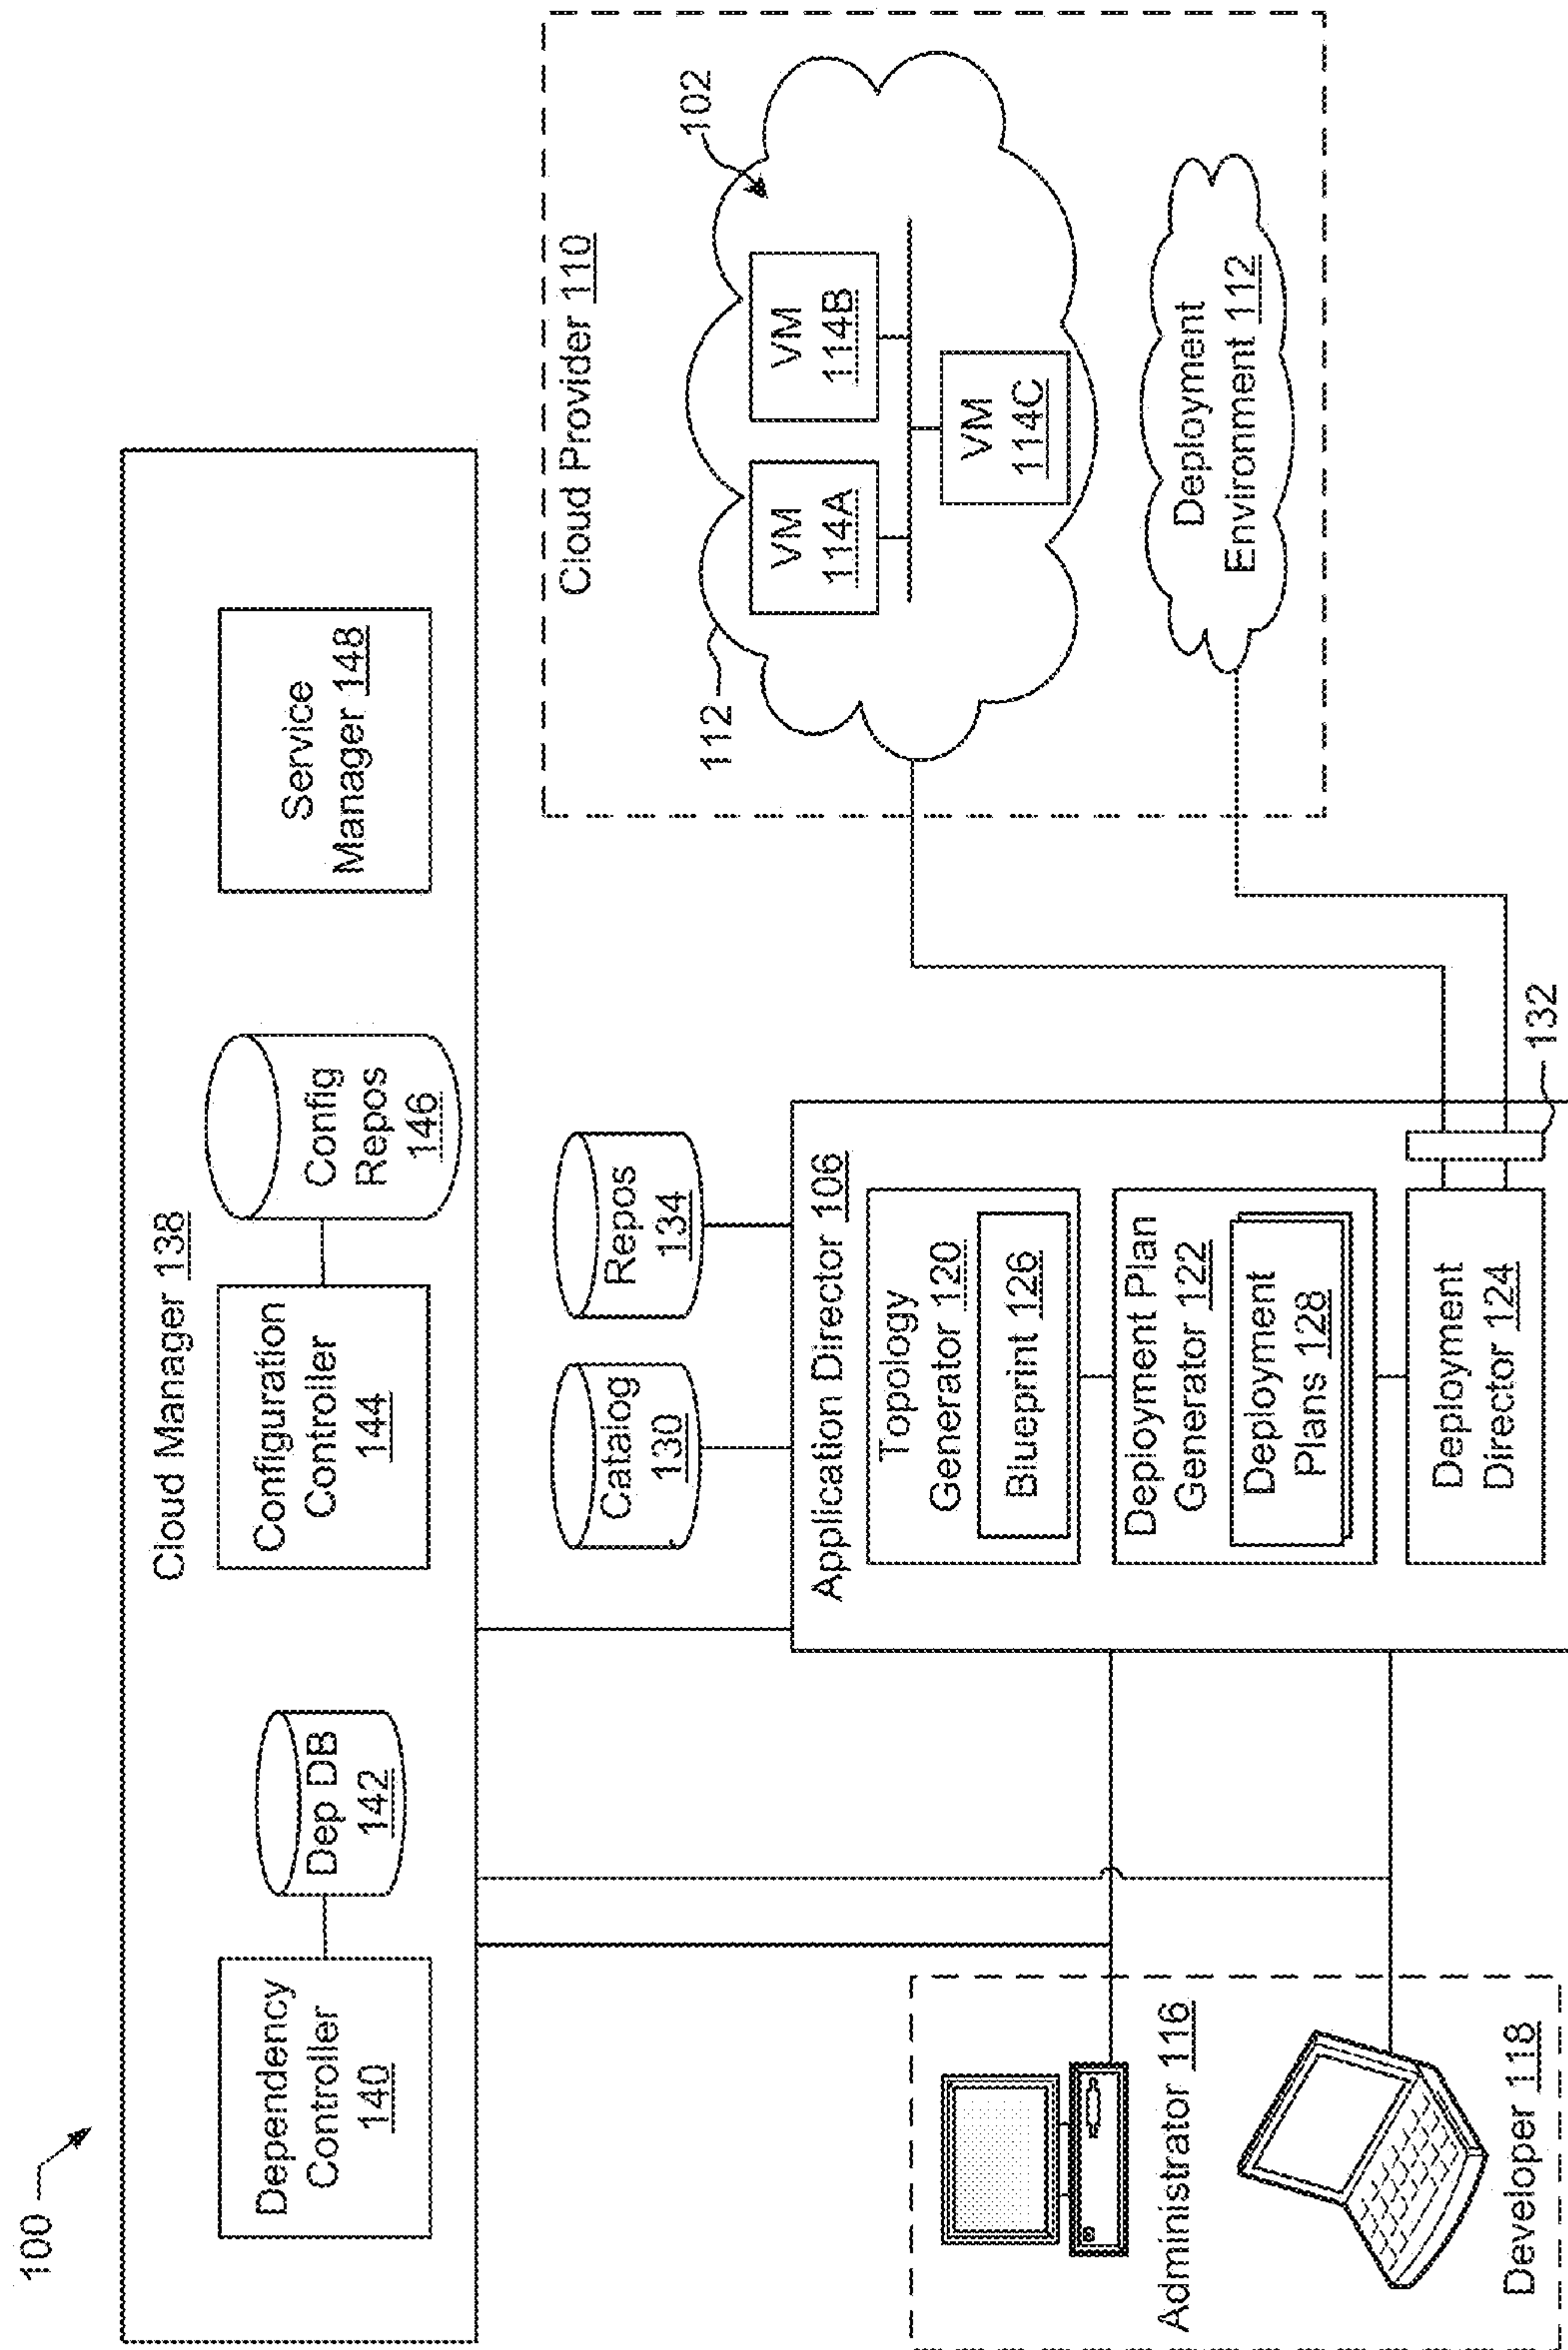 100
Cloud Manager 138
Dependency
Controller
140
Dep DB
142
Configuration
Controller
144
Config
Repos
146
Service
Manager 148
Catalog
130
Repos
134
Application Director 106
Topology
Generator 120
Blueprint 126
Deployment Plan
Generator 122
Deployment
Plans 128
Deployment
Director 124
132
Administrator 116
Developer 118
Cloud Provider 110
112
102
VM
114A
VM
114B
VM
114C
Deployment
Environment 112